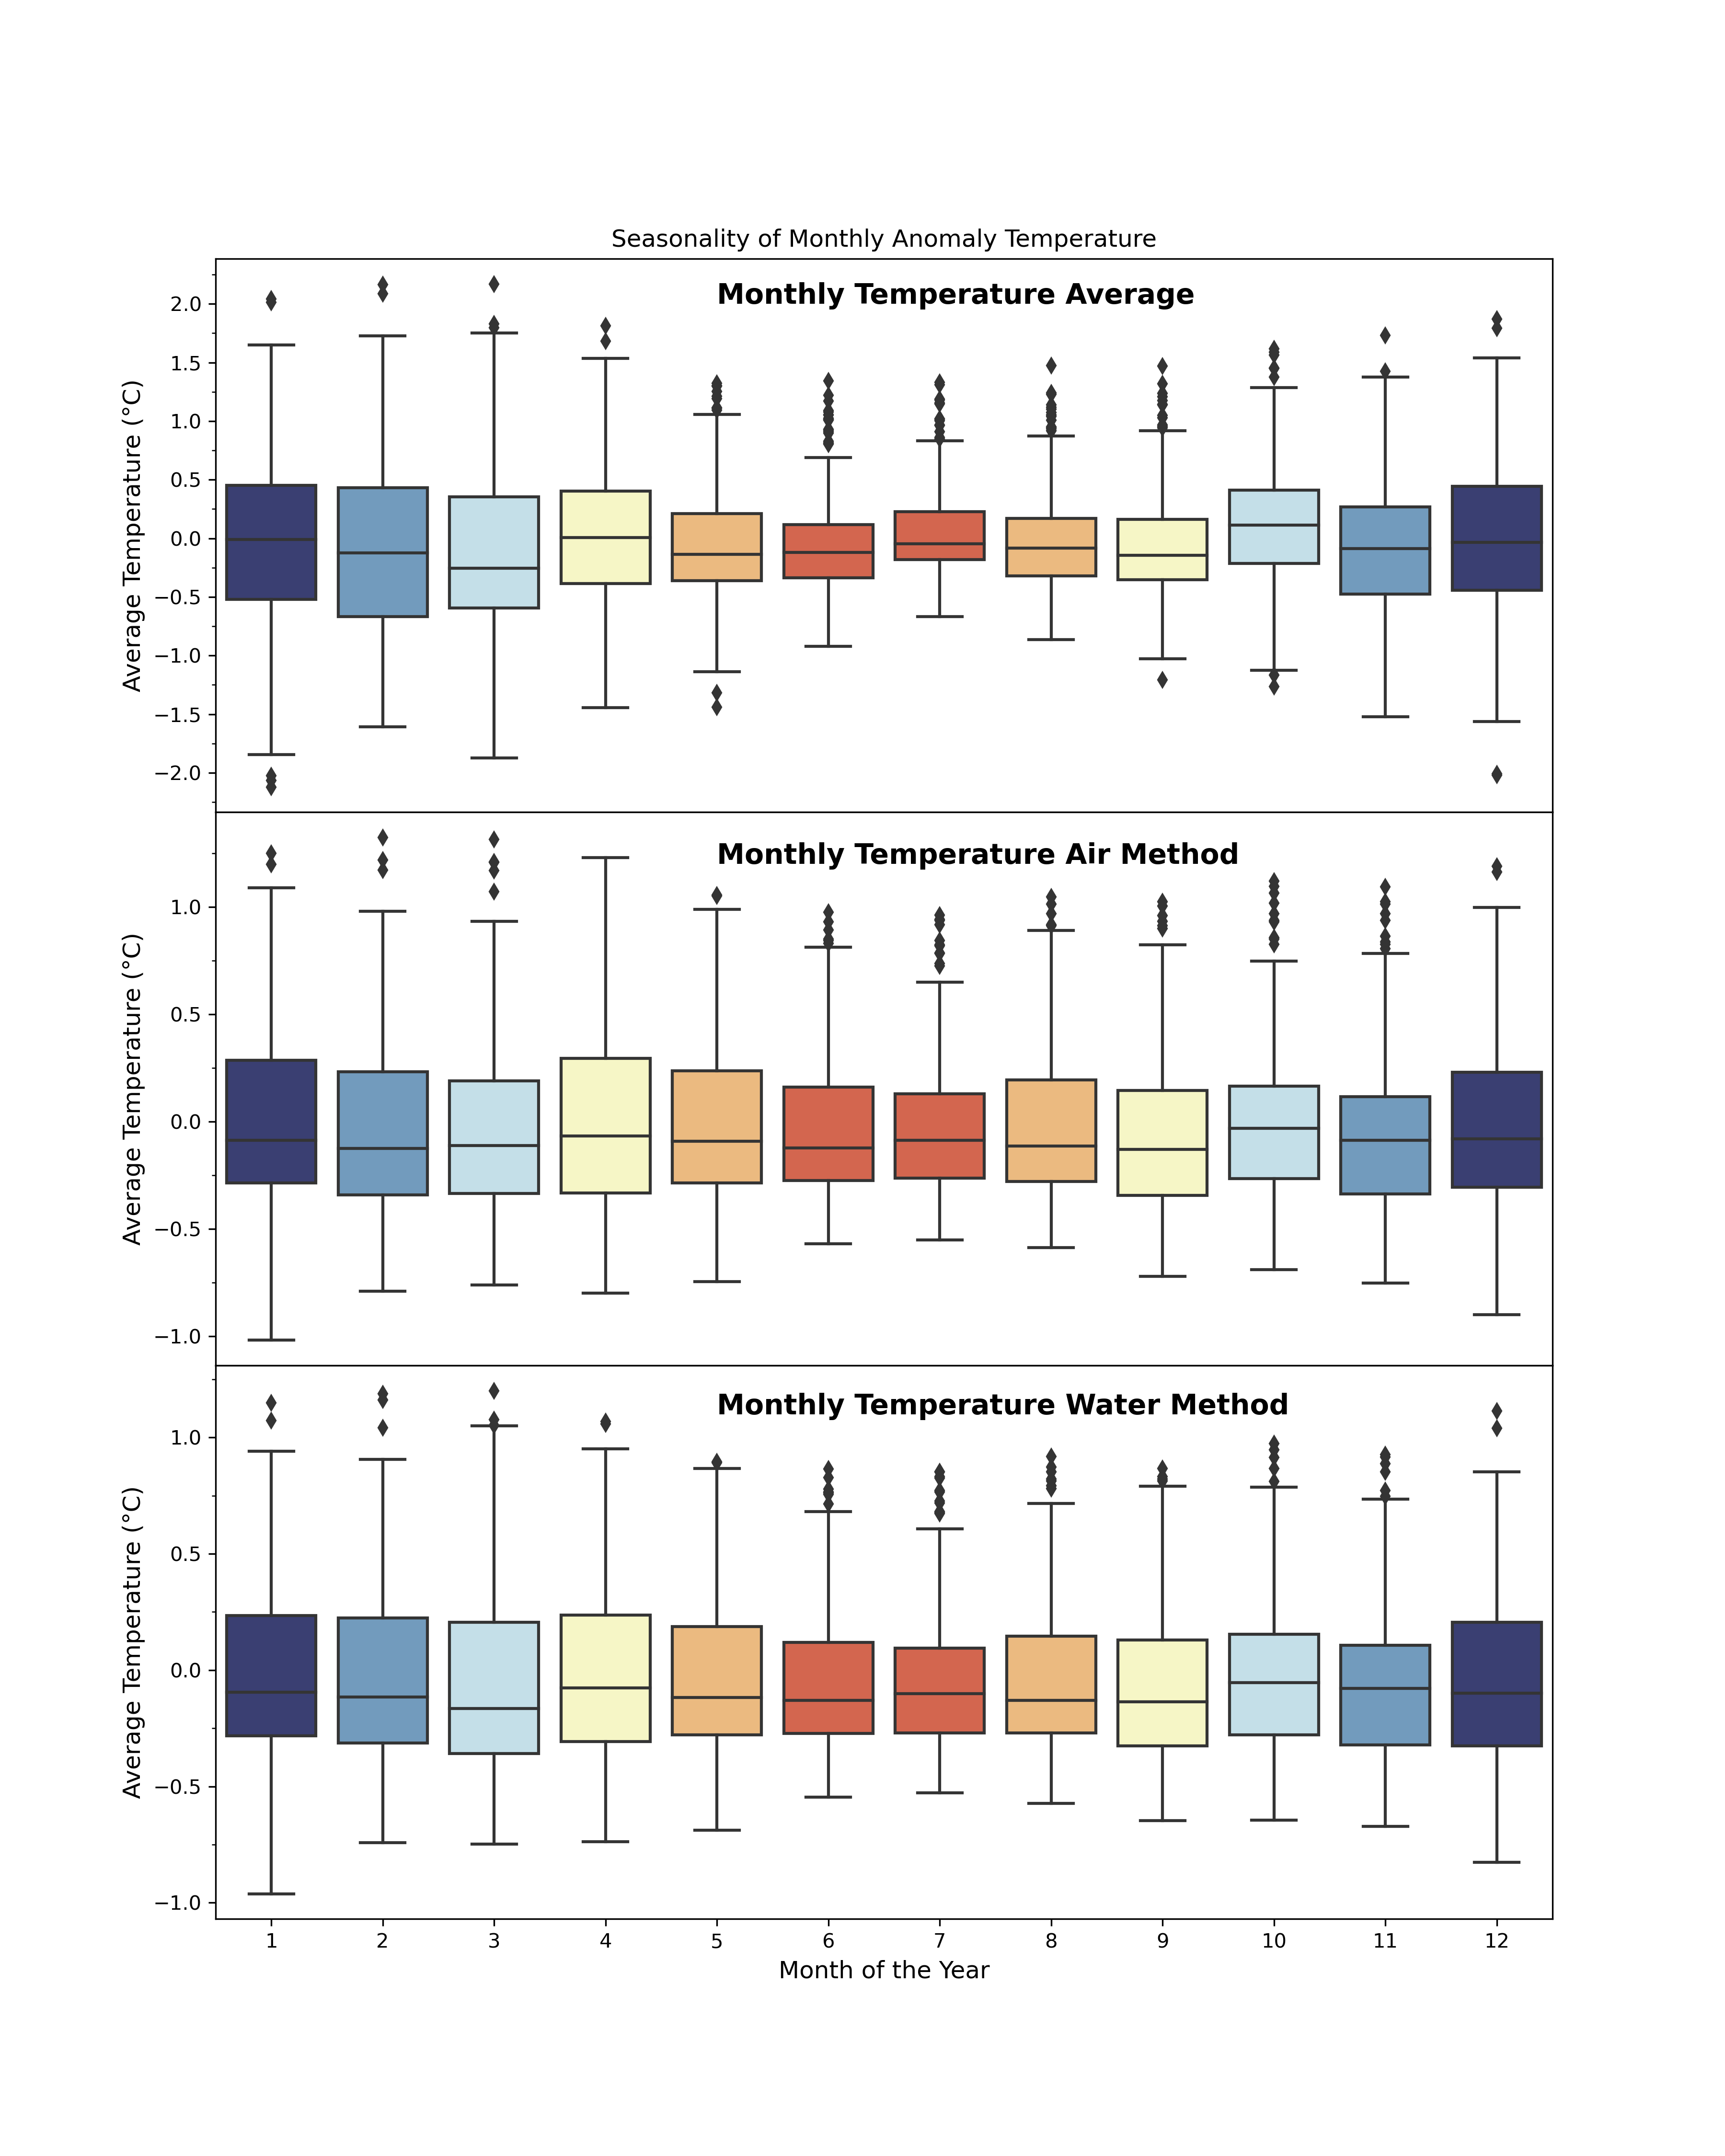 Seasonality of Monthly Anomaly Temperature
Monthly Temperature Average
Average Temperature (°C)
2.0
1.5
1.0
0.5
0.0
−0.5
−1.0
−1.5
−2.0
Monthly Temperature Air Method
Average Temperature (°C)
1.0
0.5
0.0
−0.5
−1.0
Monthly Temperature Water Method
Average Temperature (°C)
1.0
0.5
0.0
−0.5
−1.0
1 2 3 4 5 6 7 8 9 10 11 12
Month of the Year